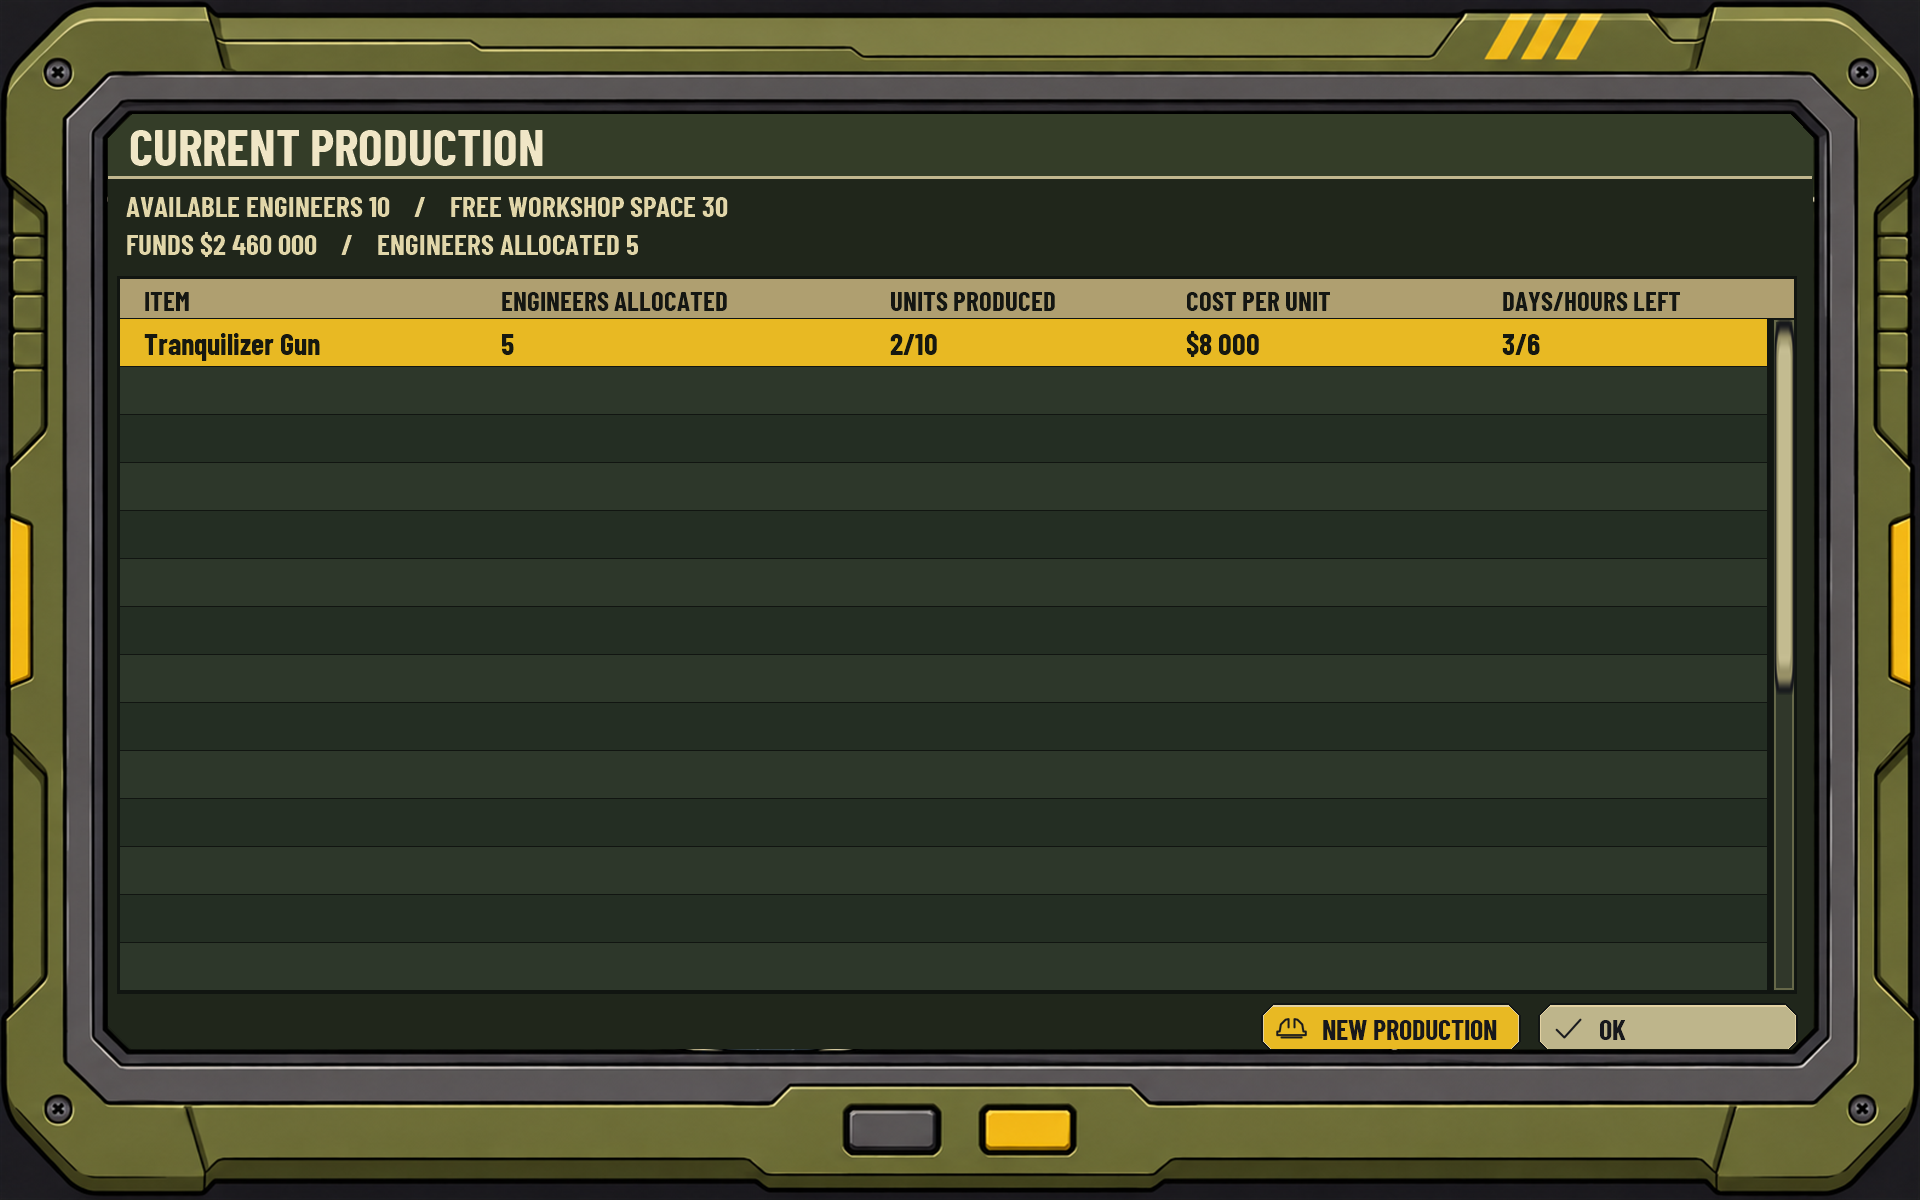 CURRENT PRODUCTION
AVAILABLE ENGINEERS 10 / FREE WORKSHOP SPACE 30
FUNDS $2 460 000 / ENGINEERS ALLOCATED 5
ITEM ENGINEERS ALLOCATED UNITS PRODUCED COST PER UNIT DAYS/HOURS LEFT
Tranquilizer Gun 5 2/10 $8 000 3/6
NEW PRODUCTION OK